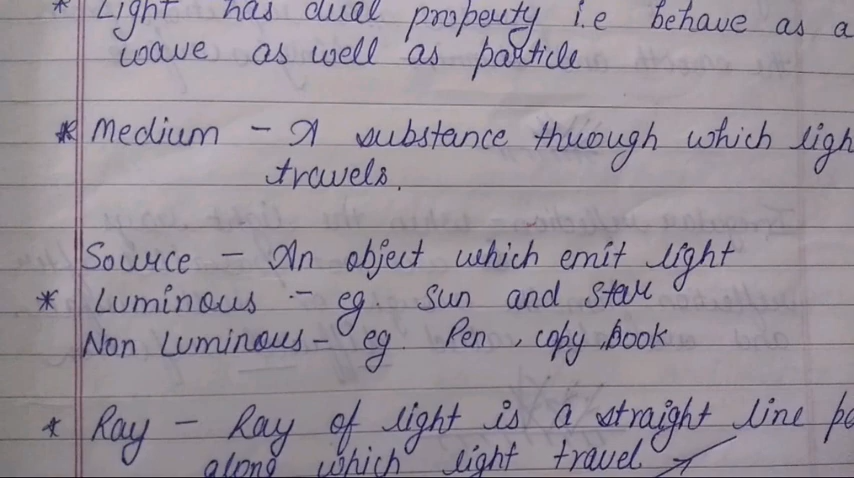 * Light has dual property i.e behave as a
wave as well as particle
* Medium - A substance through which ligh
travels.
Source - An object which emit light
* Luminous - eg. Sun and star
Non Luminous - eg. Pen, copy, book
* Ray - Ray of light is a straight line pa
along which light travel